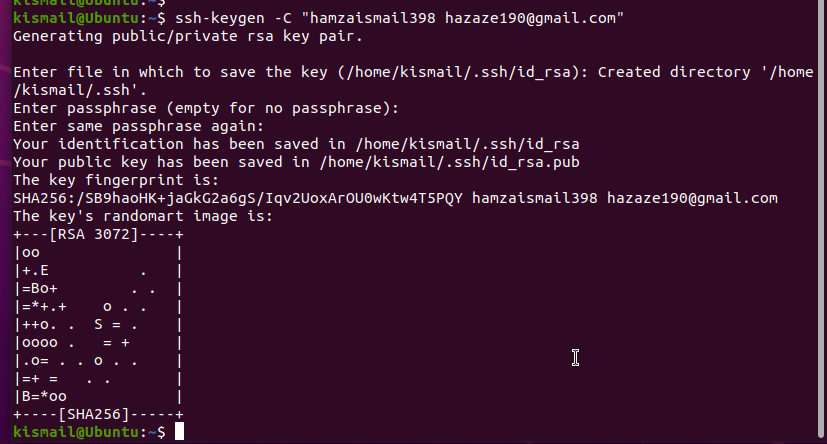 kismail@Ubuntu:~$
kismail@Ubuntu:~$ ssh-keygen -C "hamzaismail398 hazaze190@gmail.com"
Generating public/private rsa key pair.
Enter file in which to save the key (/home/kismail/.ssh/id_rsa): Created directory '/home
/kismail/.ssh'.
Enter passphrase (empty for no passphrase):
Enter same passphrase again:
Your identification has been saved in /home/kismail/.ssh/id_rsa
Your public key has been saved in /home/kismail/.ssh/id_rsa.pub
The key fingerprint is:
SHA256:/SB9haoHK+jaGkG2a6gS/Iqv2UoxArOU0wKtw4T5PQY hamzaismail398 hazaze190@gmail.com
The key's randomart image is:
+---[RSA 3072]----+
|oo               |
|+.E          .   |
|=Bo+        . .  |
|=*+.+    o . .   |
|++o. .  S = .    |
|oooo .   = +     |
|.o= . . o . .    |
|=+ =   . .       |
|B=*oo            |
+----[SHA256]-----+
kismail@Ubuntu:~$